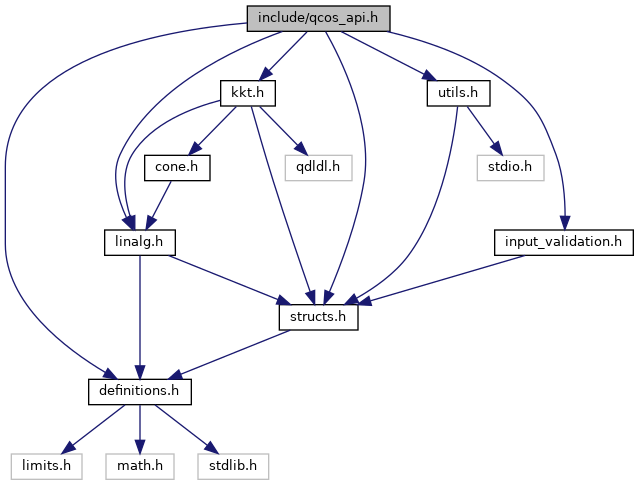 include/qcos_api.h
kkt.h
utils.h
cone.h
qdldl.h
stdio.h
linalg.h
input_validation.h
structs.h
definitions.h
limits.h
math.h
stdlib.h